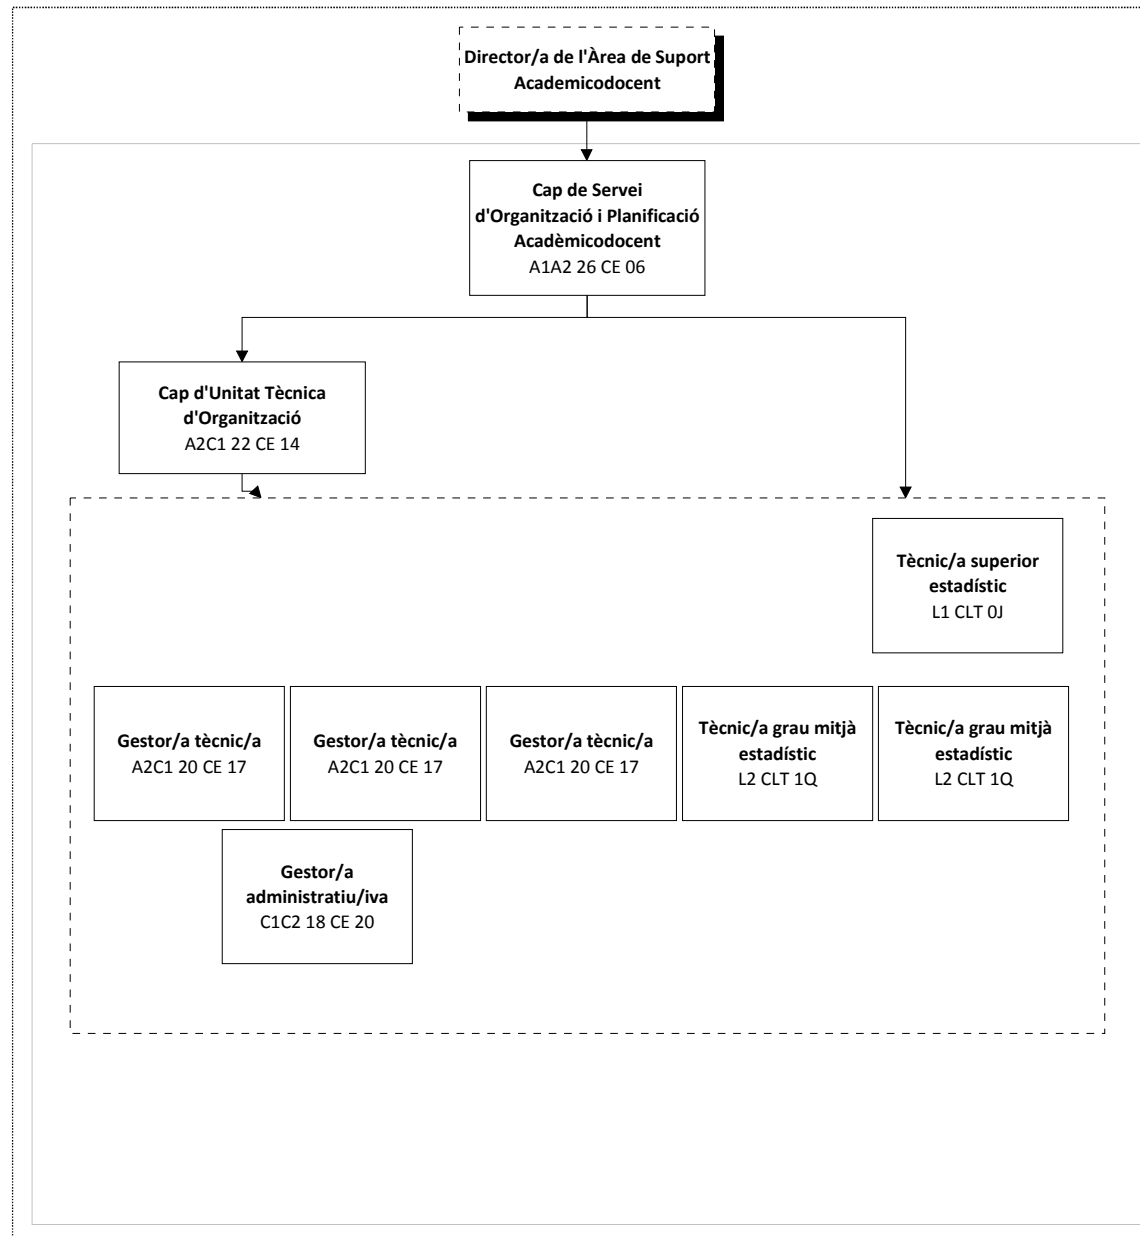 Director/a de l'Àrea de Suport
Academicodocent
Cap de Servei
d'Organització i Planificació
Acadèmicodocent
A1A2 26 CE 06
Cap d'Unitat Tècnica
d'Organització
A2C1 22 CE 14
Tècnic/a superior
estadístic
L1 CLT 0J
Gestor/a tècnic/a
A2C1 20 CE 17
Gestor/a tècnic/a
A2C1 20 CE 17
Gestor/a tècnic/a
A2C1 20 CE 17
Tècnic/a grau mitjà
estadístic
L2 CLT 1Q
Tècnic/a grau mitjà
estadístic
L2 CLT 1Q
Gestor/a
administratiu/iva
C1C2 18 CE 20